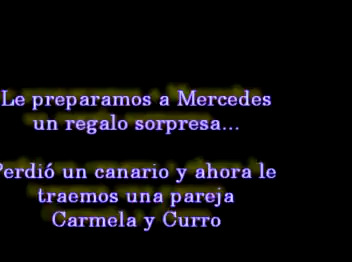 Le preparamos a Mercedes
un regalo sorpresa...
Perdió un canario y ahora le
traemos una pareja
Carmela y Curro